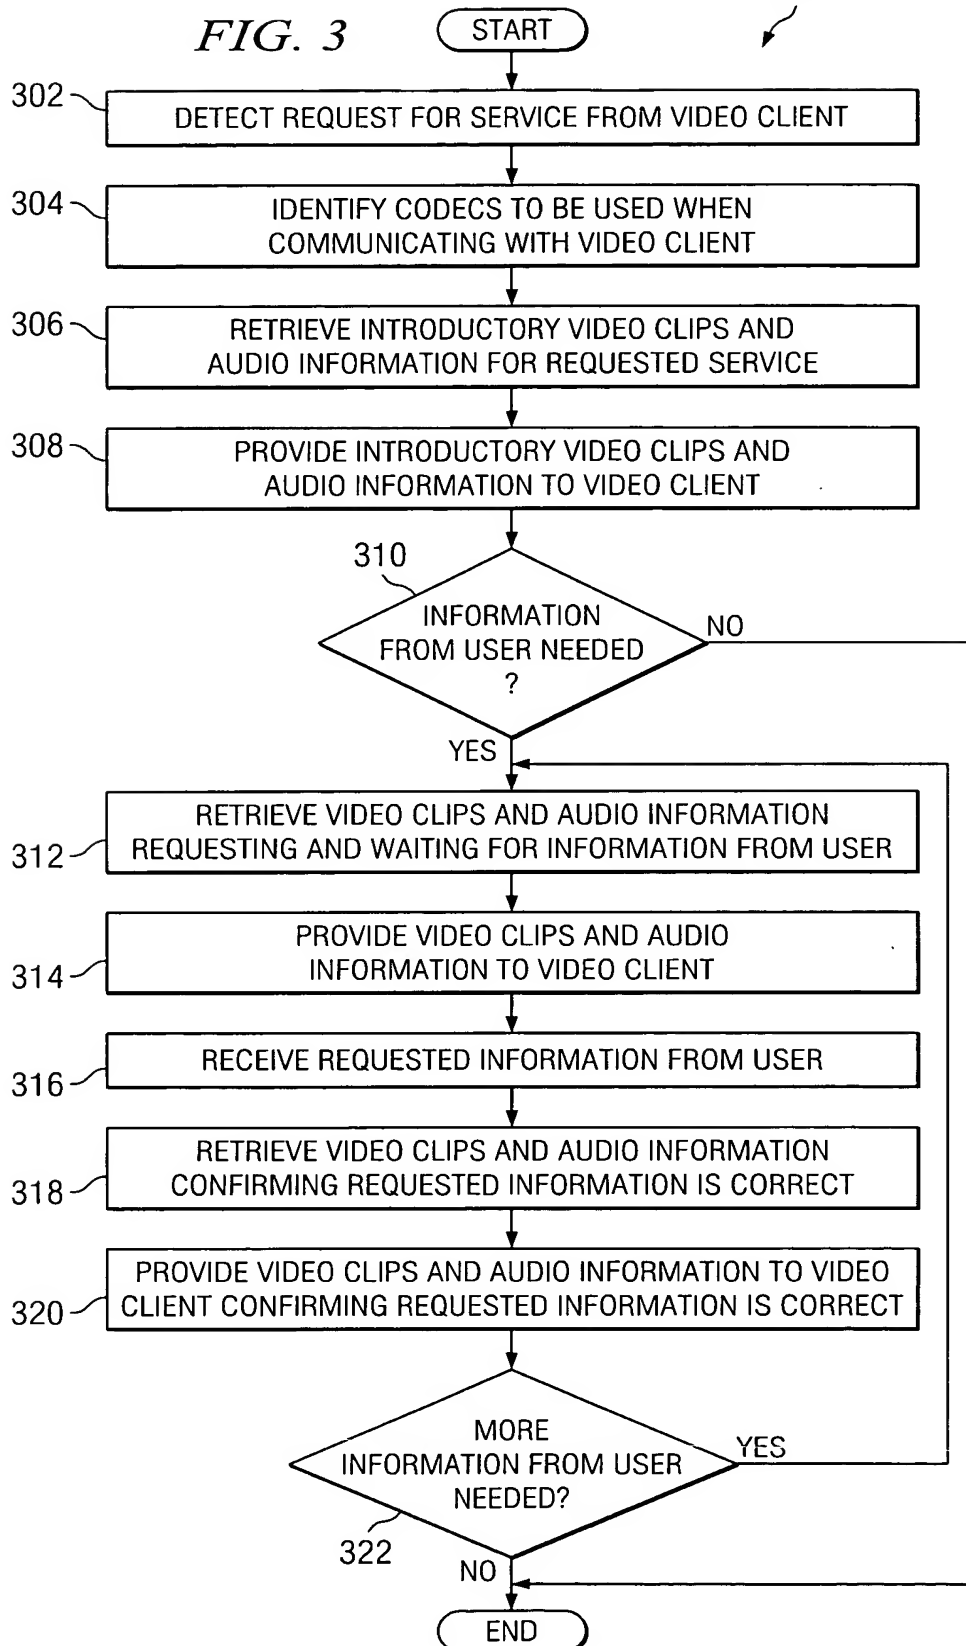 FIG. 3
START
302
DETECT REQUEST FOR SERVICE FROM VIDEO CLIENT
304
IDENTIFY CODECS TO BE USED WHEN
COMMUNICATING WITH VIDEO CLIENT
306
RETRIEVE INTRODUCTORY VIDEO CLIPS AND
AUDIO INFORMATION FOR REQUESTED SERVICE
308
PROVIDE INTRODUCTORY VIDEO CLIPS AND
AUDIO INFORMATION TO VIDEO CLIENT
310
INFORMATION
FROM USER NEEDED
?
NO
YES
312
RETRIEVE VIDEO CLIPS AND AUDIO INFORMATION
REQUESTING AND WAITING FOR INFORMATION FROM USER
314
PROVIDE VIDEO CLIPS AND AUDIO
INFORMATION TO VIDEO CLIENT
316
RECEIVE REQUESTED INFORMATION FROM USER
318
RETRIEVE VIDEO CLIPS AND AUDIO INFORMATION
CONFIRMING REQUESTED INFORMATION IS CORRECT
320
PROVIDE VIDEO CLIPS AND AUDIO INFORMATION TO VIDEO
CLIENT CONFIRMING REQUESTED INFORMATION IS CORRECT
MORE
INFORMATION FROM USER
NEEDED?
YES
322
NO
END